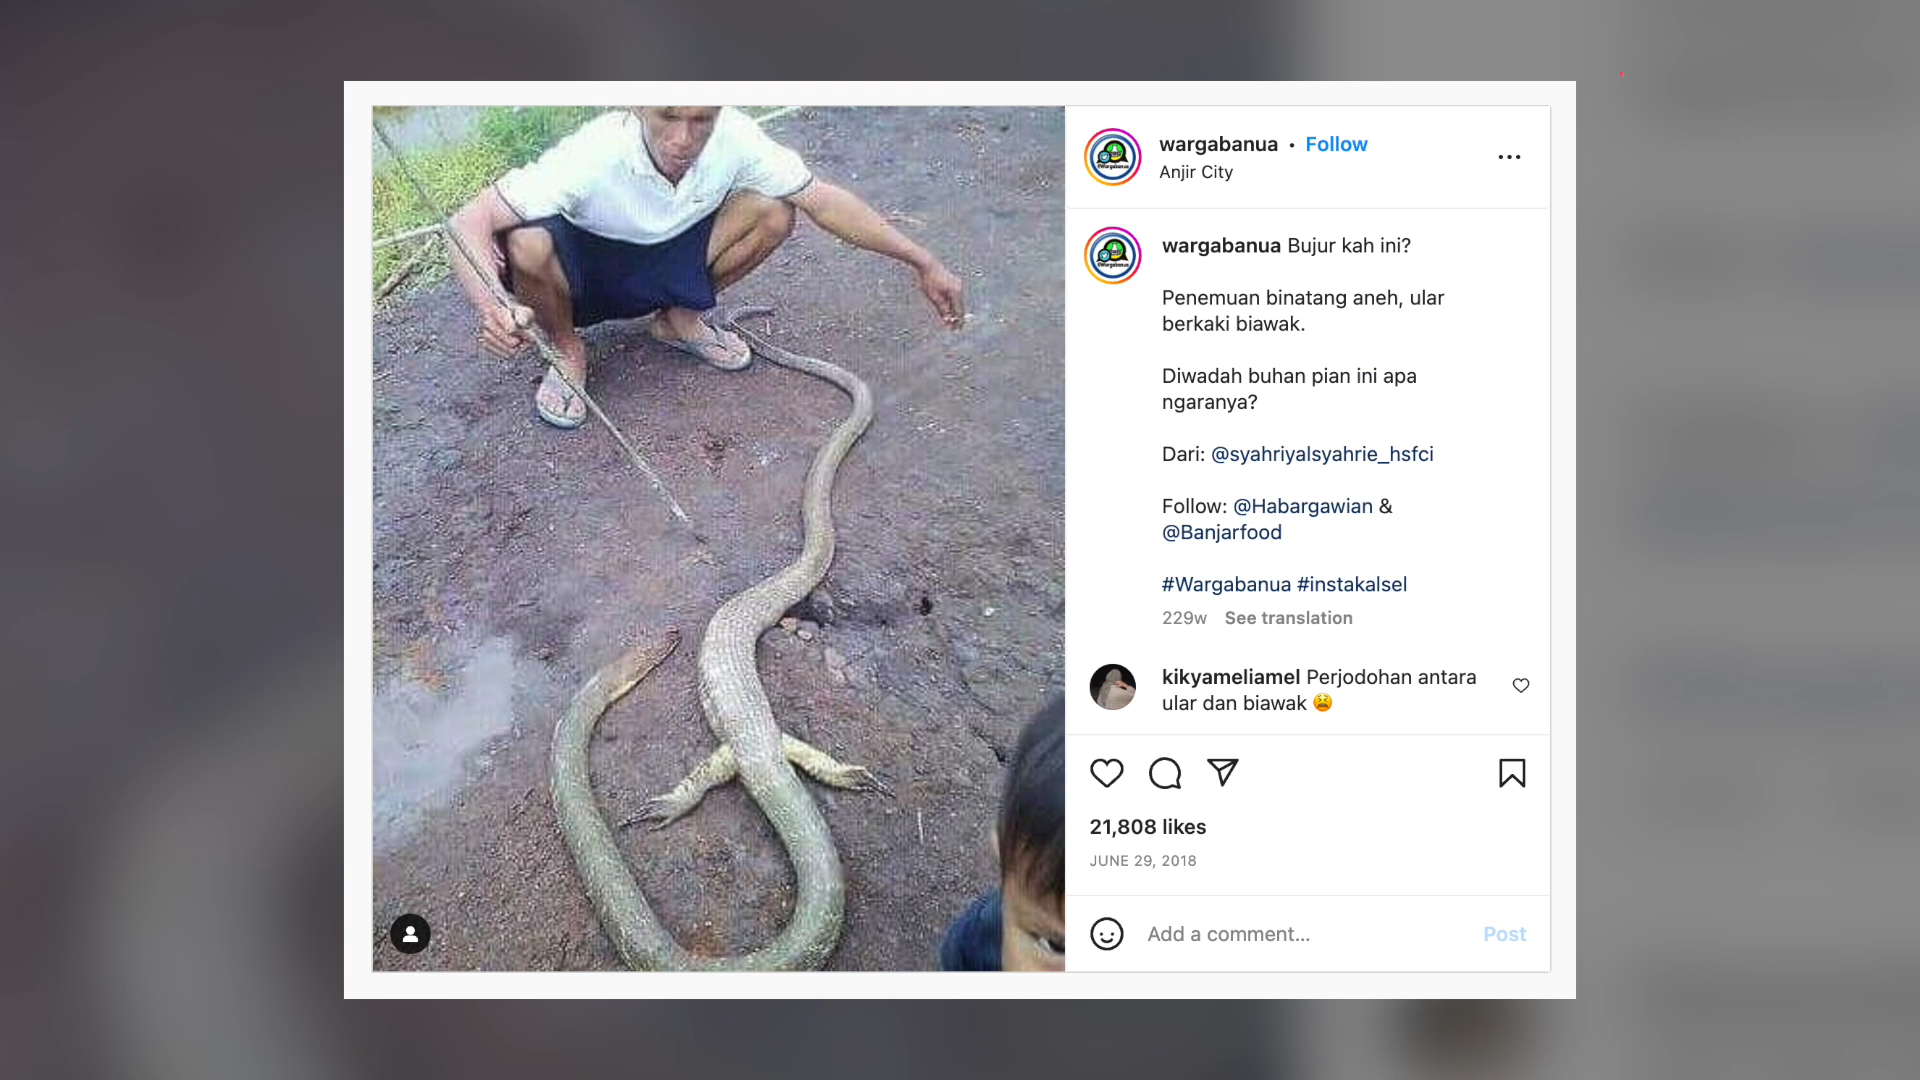 wargabanua • Follow
Anjir City
wargabanua Bujur kah ini?
Penemuan binatang aneh, ular
berkaki biawak.
Diwadah buhan pian ini apa
ngaranya?
Dari: @syahriyalsyahrie_hsfci
Follow: @Habargawian &
@Banjarfood
#Wargabanua #instakalsel
229w See translation
kikyameliamel Perjodohan antara
ular dan biawak 😫
21,808 likes
JUNE 29, 2018
Add a comment... Post